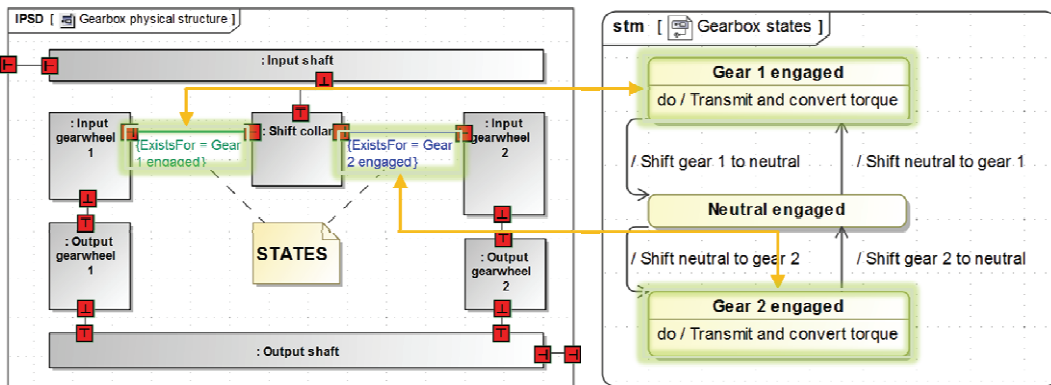 IPSD [ Gearbox physical structure ]
: Input shaft
: Input
gearwheel
1
{ExistsFor = Gear
1 engaged}
: Shift collar
{ExistsFor = Gear
2 engaged}
: Input
gearwheel
2
: Output
gearwheel
1
STATES
: Output
gearwheel
2
: Output shaft
stm [ Gearbox states ]
Gear 1 engaged
do / Transmit and convert torque
/ Shift gear 1 to neutral
/ Shift neutral to gear 1
Neutral engaged
/ Shift neutral to gear 2
/ Shift gear 2 to neutral
Gear 2 engaged
do / Transmit and convert torque